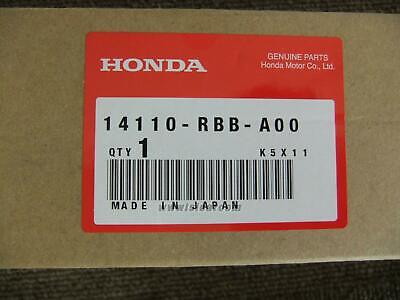 HONDA
GENUINE PARTS
Honda Motor Co., Ltd.
14110-RBB-A00
QTY 1 K5X11
MADE IN JAPAN